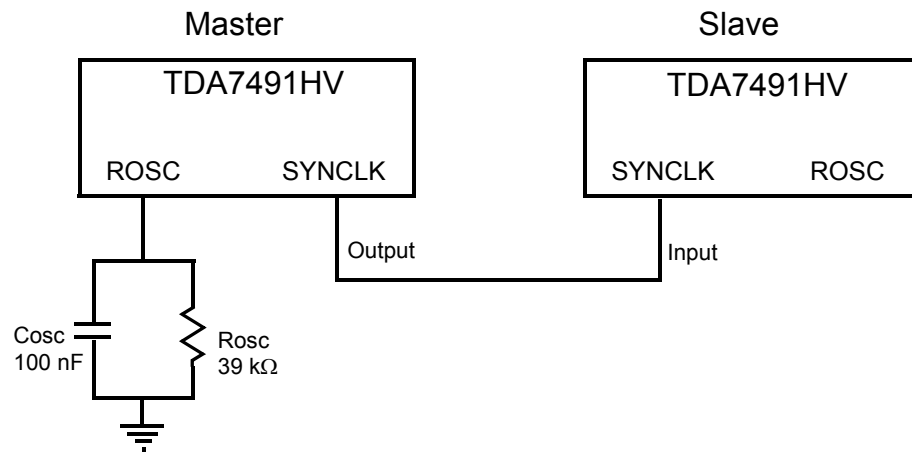 Master
Slave
TDA7491HV
TDA7491HV
ROSC
SYNCLK
SYNCLK
ROSC
Output
Input
Cosc
100 nF
Rosc
39 kΩ